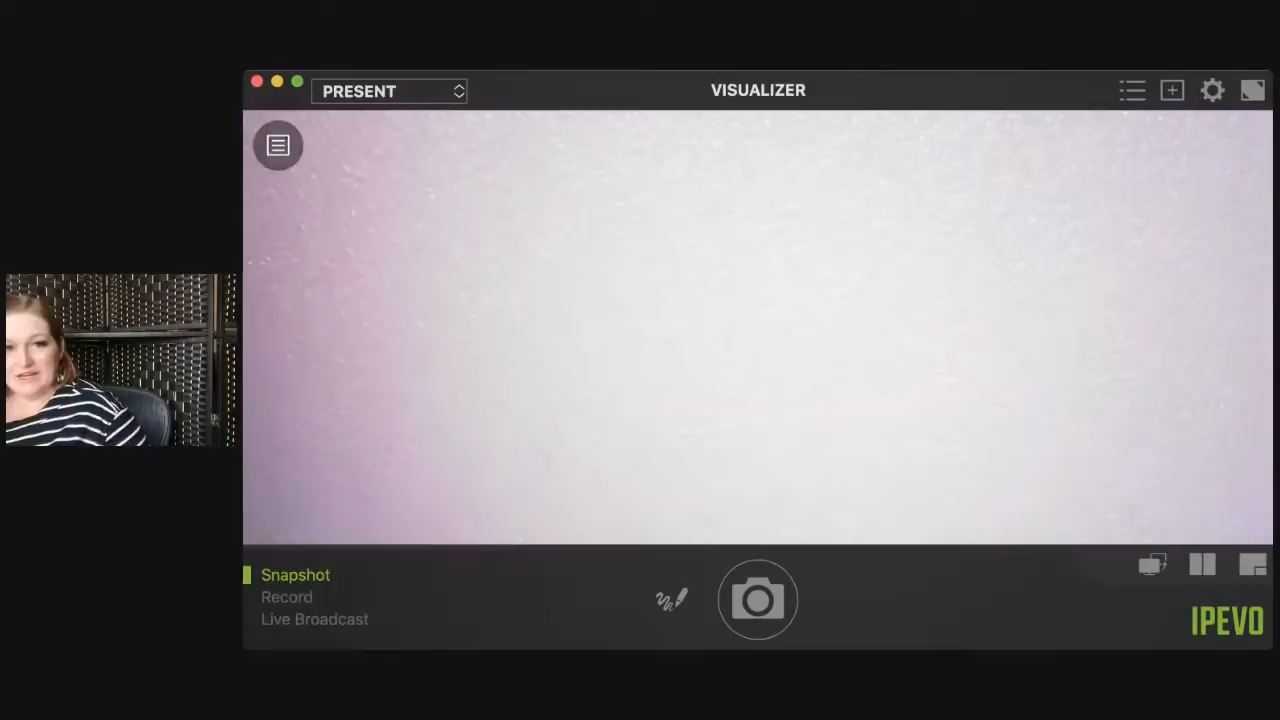 PRESENT
VISUALIZER
Snapshot
Record
Live Broadcast
IPEVO